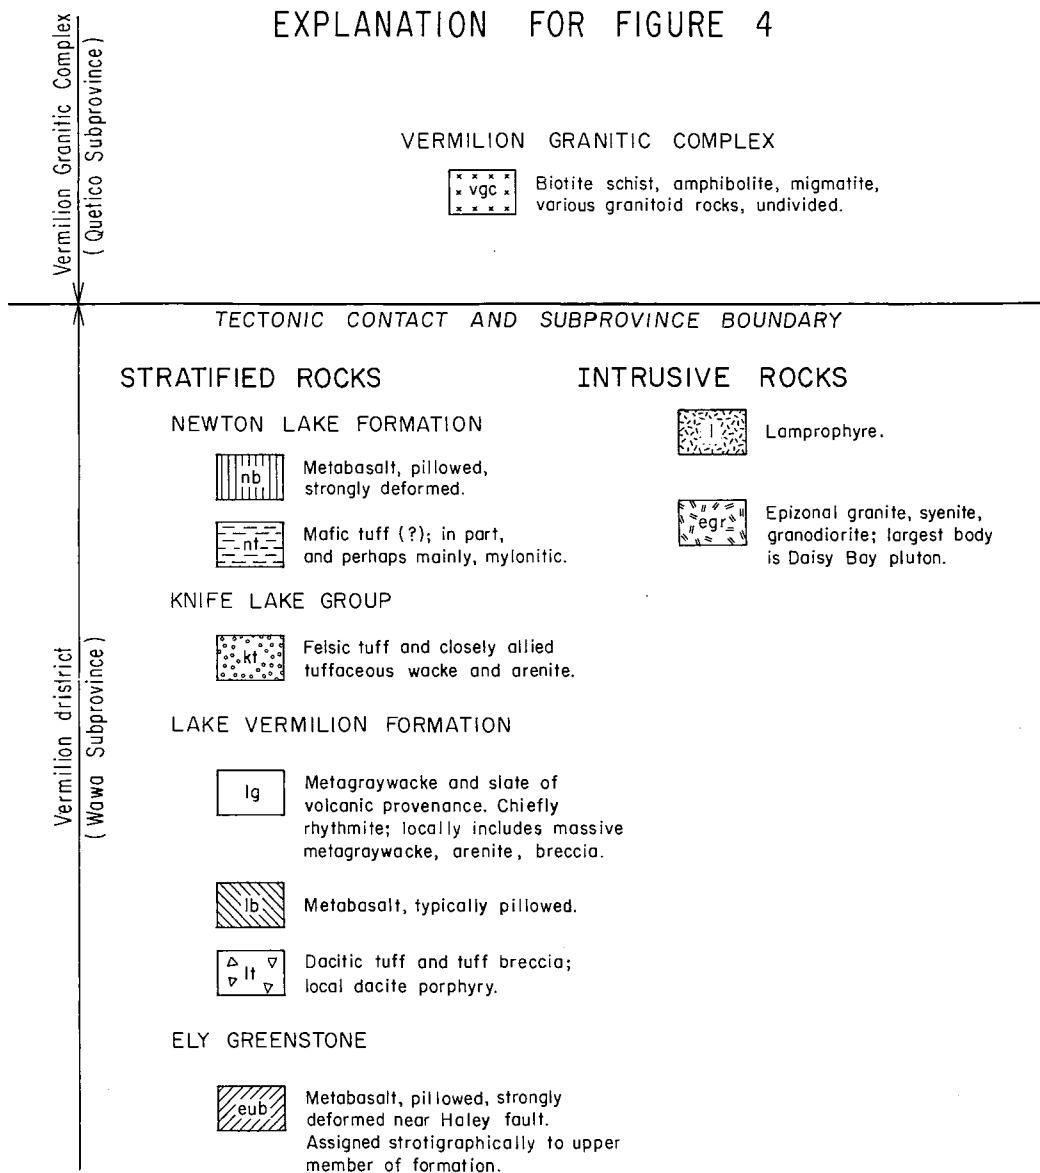 EXPLANATION FOR FIGURE 4
Vermilion Granitic Complex
(Quetico Subprovince)
VERMILION GRANITIC COMPLEX
vgc
Biotite schist, amphibolite, migmatite,
various granitoid rocks, undivided.
TECTONIC CONTACT AND SUBPROVINCE BOUNDARY
Vermilion dristrict
(Wawa Subprovince)
STRATIFIED ROCKS
NEWTON LAKE FORMATION
nb
Metabasalt, pillowed,
strongly deformed.
nt
Mafic tuff (?); in part,
and perhaps mainly, mylonitic.
KNIFE LAKE GROUP
kt
Felsic tuff and closely allied
tuffaceous wacke and arenite.
LAKE VERMILION FORMATION
lg
Metagraywacke and slate of
volcanic provenance. Chiefly
rhythmite; locally includes massive
metagraywacke, arenite, breccia.
lb
Metabasalt, typically pillowed.
lt
Dacitic tuff and tuff breccia;
local dacite porphyry.
ELY GREENSTONE
eub
Metabasalt, pillowed, strongly
deformed near Haley fault.
Assigned strotigraphically to upper
member of formation.
INTRUSIVE ROCKS
l
Lamprophyre.
egr
Epizonal granite, syenite,
granodiorite; largest body
is Daisy Bay pluton.